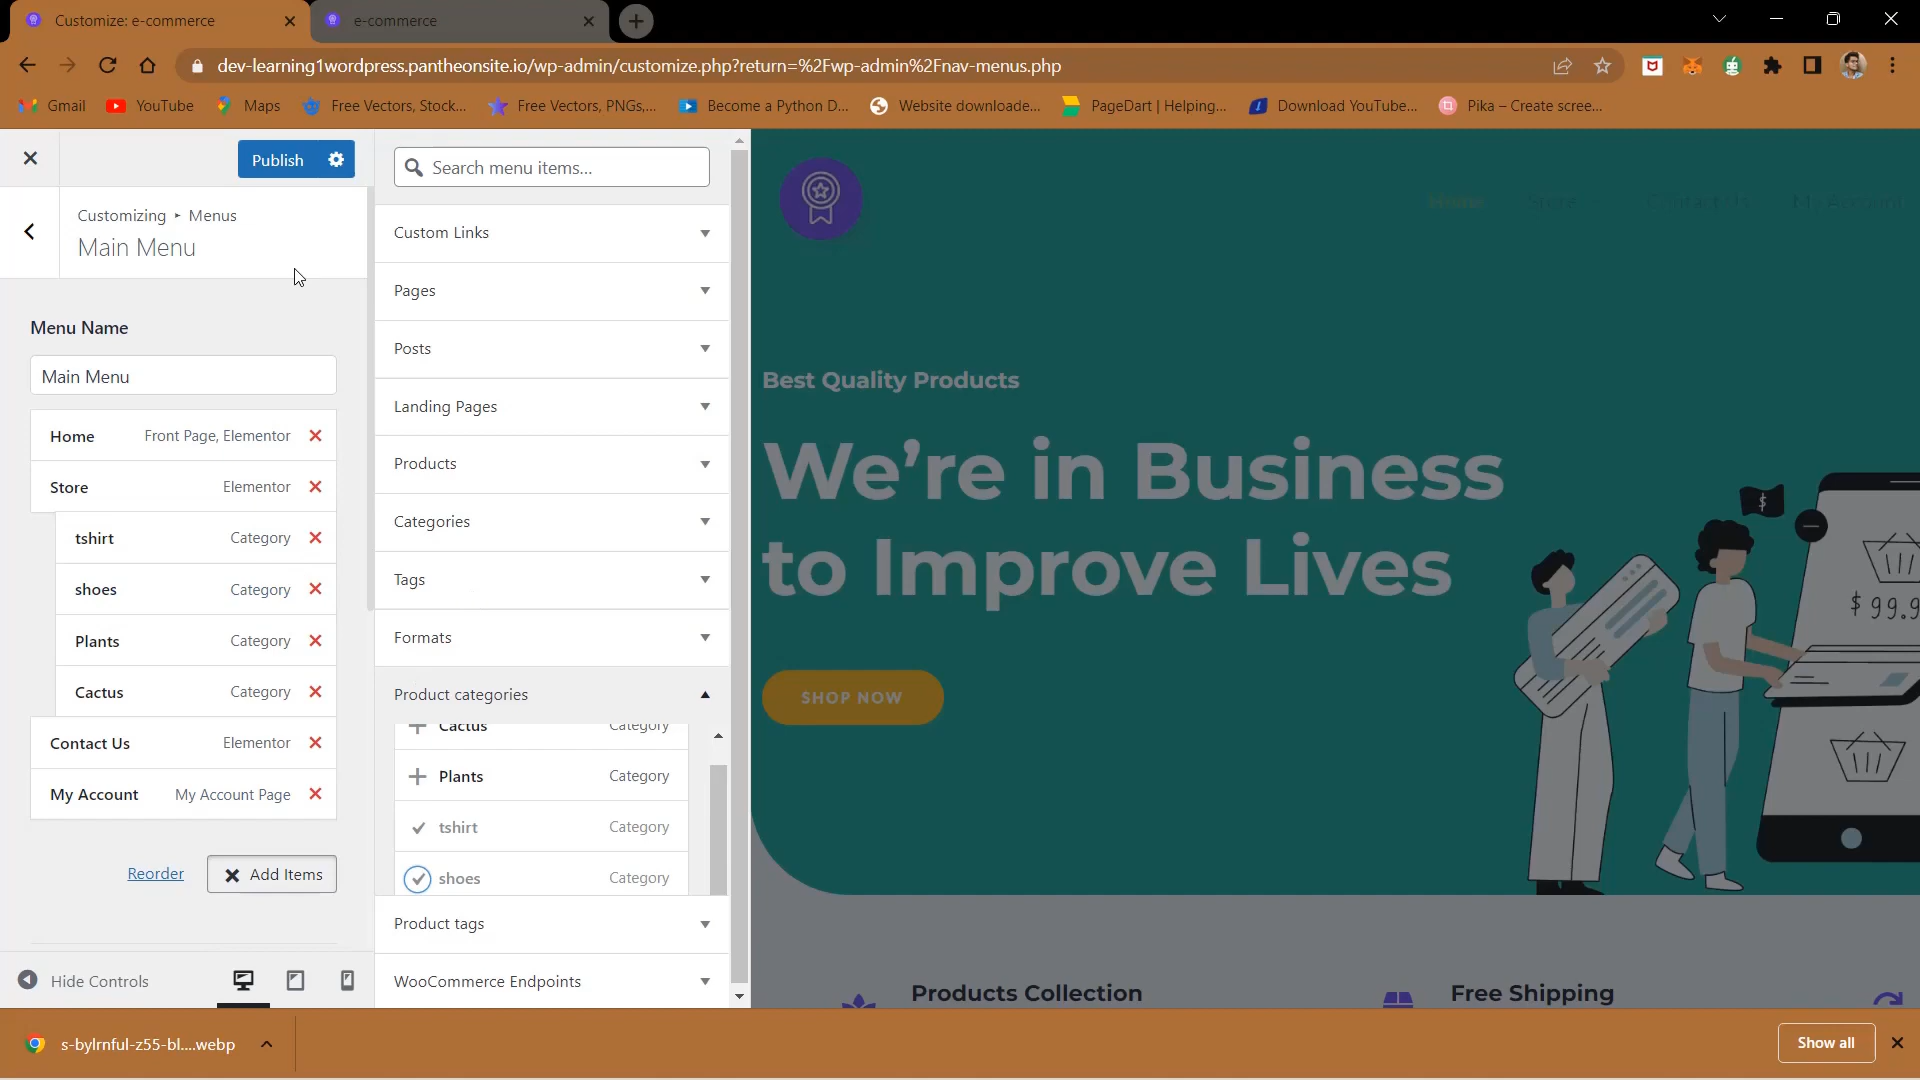 Customize: e-commerce
e-commerce
dev-learning1wordpress.pantheonsite.io/wp-admin/customize.php?return=%2Fwp-admin%2Fnav-menus.php
Gmail
YouTube
Maps
Free Vectors, Stock...
Free Vectors, PNGs,...
Become a Python D...
Website downloade...
PageDart | Helping...
Download YouTube...
Pika – Create scree...
Publish
Customizing ▸ Menus
Main Menu
Menu Name
Main Menu
Home Front Page, Elementor
Store Elementor
tshirt Category
shoes Category
Plants Category
Cactus Category
Contact Us Elementor
My Account My Account Page
Reorder
Add Items
Hide Controls
Search menu items...
Custom Links
Pages
Posts
Landing Pages
Products
Categories
Tags
Formats
Product categories
Cactus Category
Plants Category
tshirt Category
shoes Category
Product tags
WooCommerce Endpoints
Home
Store
Contact Us
My Account
Best Quality Products
We're in Business
to Improve Lives
SHOP NOW
$
$ 99.9
Products Collection
Free Shipping
s-bylrnful-z55-bl....webp
Show all